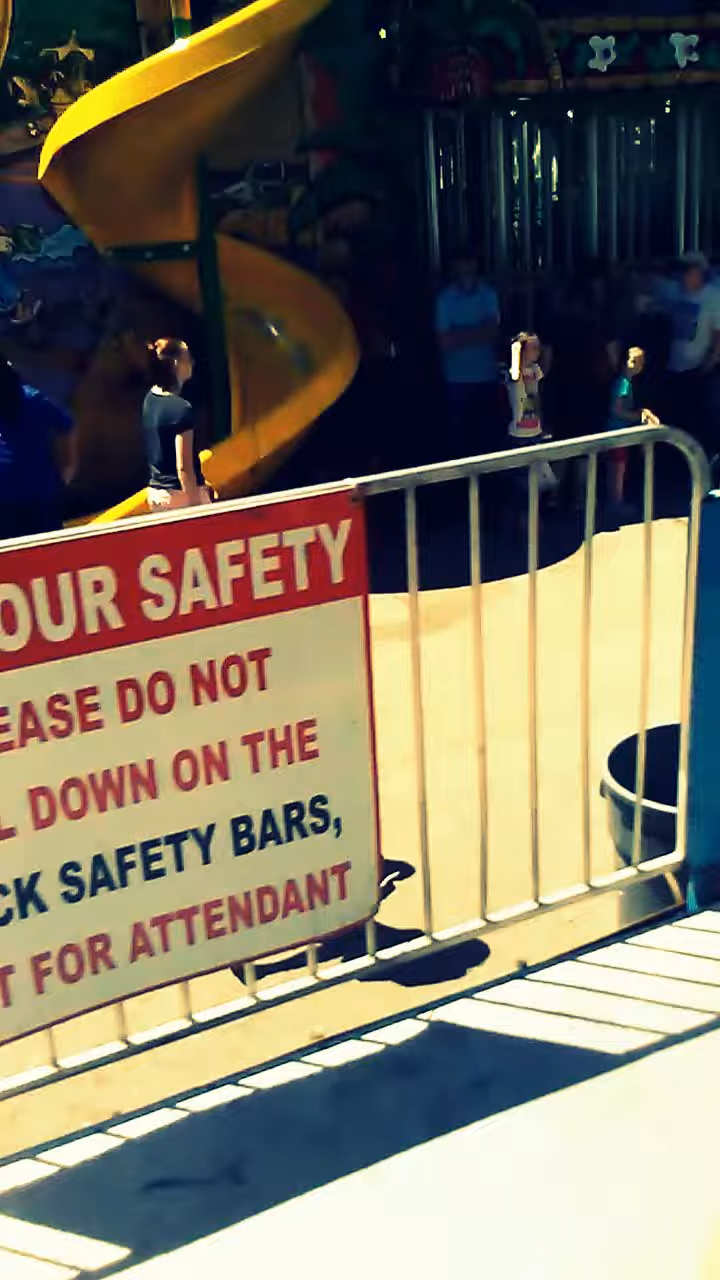 OUR SAFETY
EASE DO NOT
L DOWN ON THE
CK SAFETY BARS,
T FOR ATTENDANT